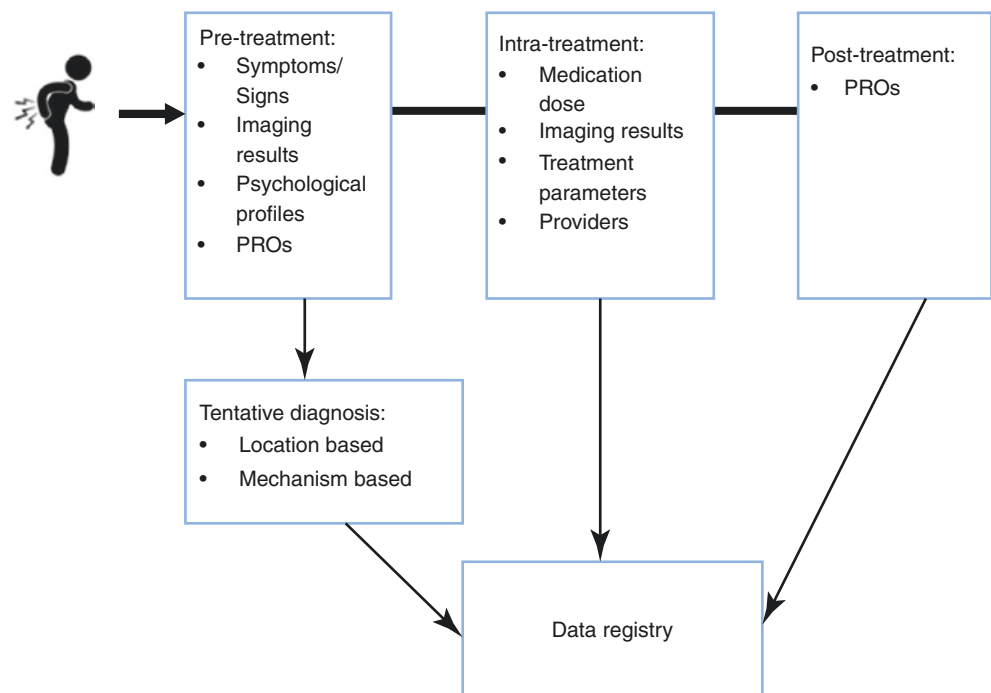 Pre-treatment:
• Symptoms/
Signs
• Imaging
results
• Psychological
profiles
• PROs
Intra-treatment:
• Medication
dose
• Imaging results
• Treatment
parameters
• Providers
Post-treatment:
• PROs
Tentative diagnosis:
• Location based
• Mechanism based
Data registry